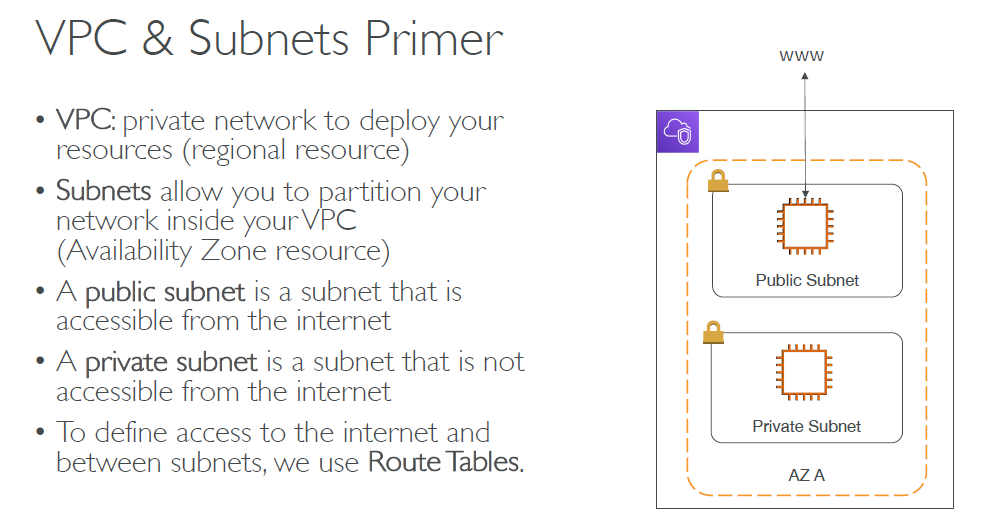 VPC & Subnets Primer
• VPC: private network to deploy your
resources (regional resource)
• Subnets allow you to partition your
network inside your VPC
(Availability Zone resource)
• A public subnet is a subnet that is
accessible from the internet
• A private subnet is a subnet that is not
accessible from the internet
• To define access to the internet and
between subnets, we use Route Tables.
www
Public Subnet
Private Subnet
AZ A